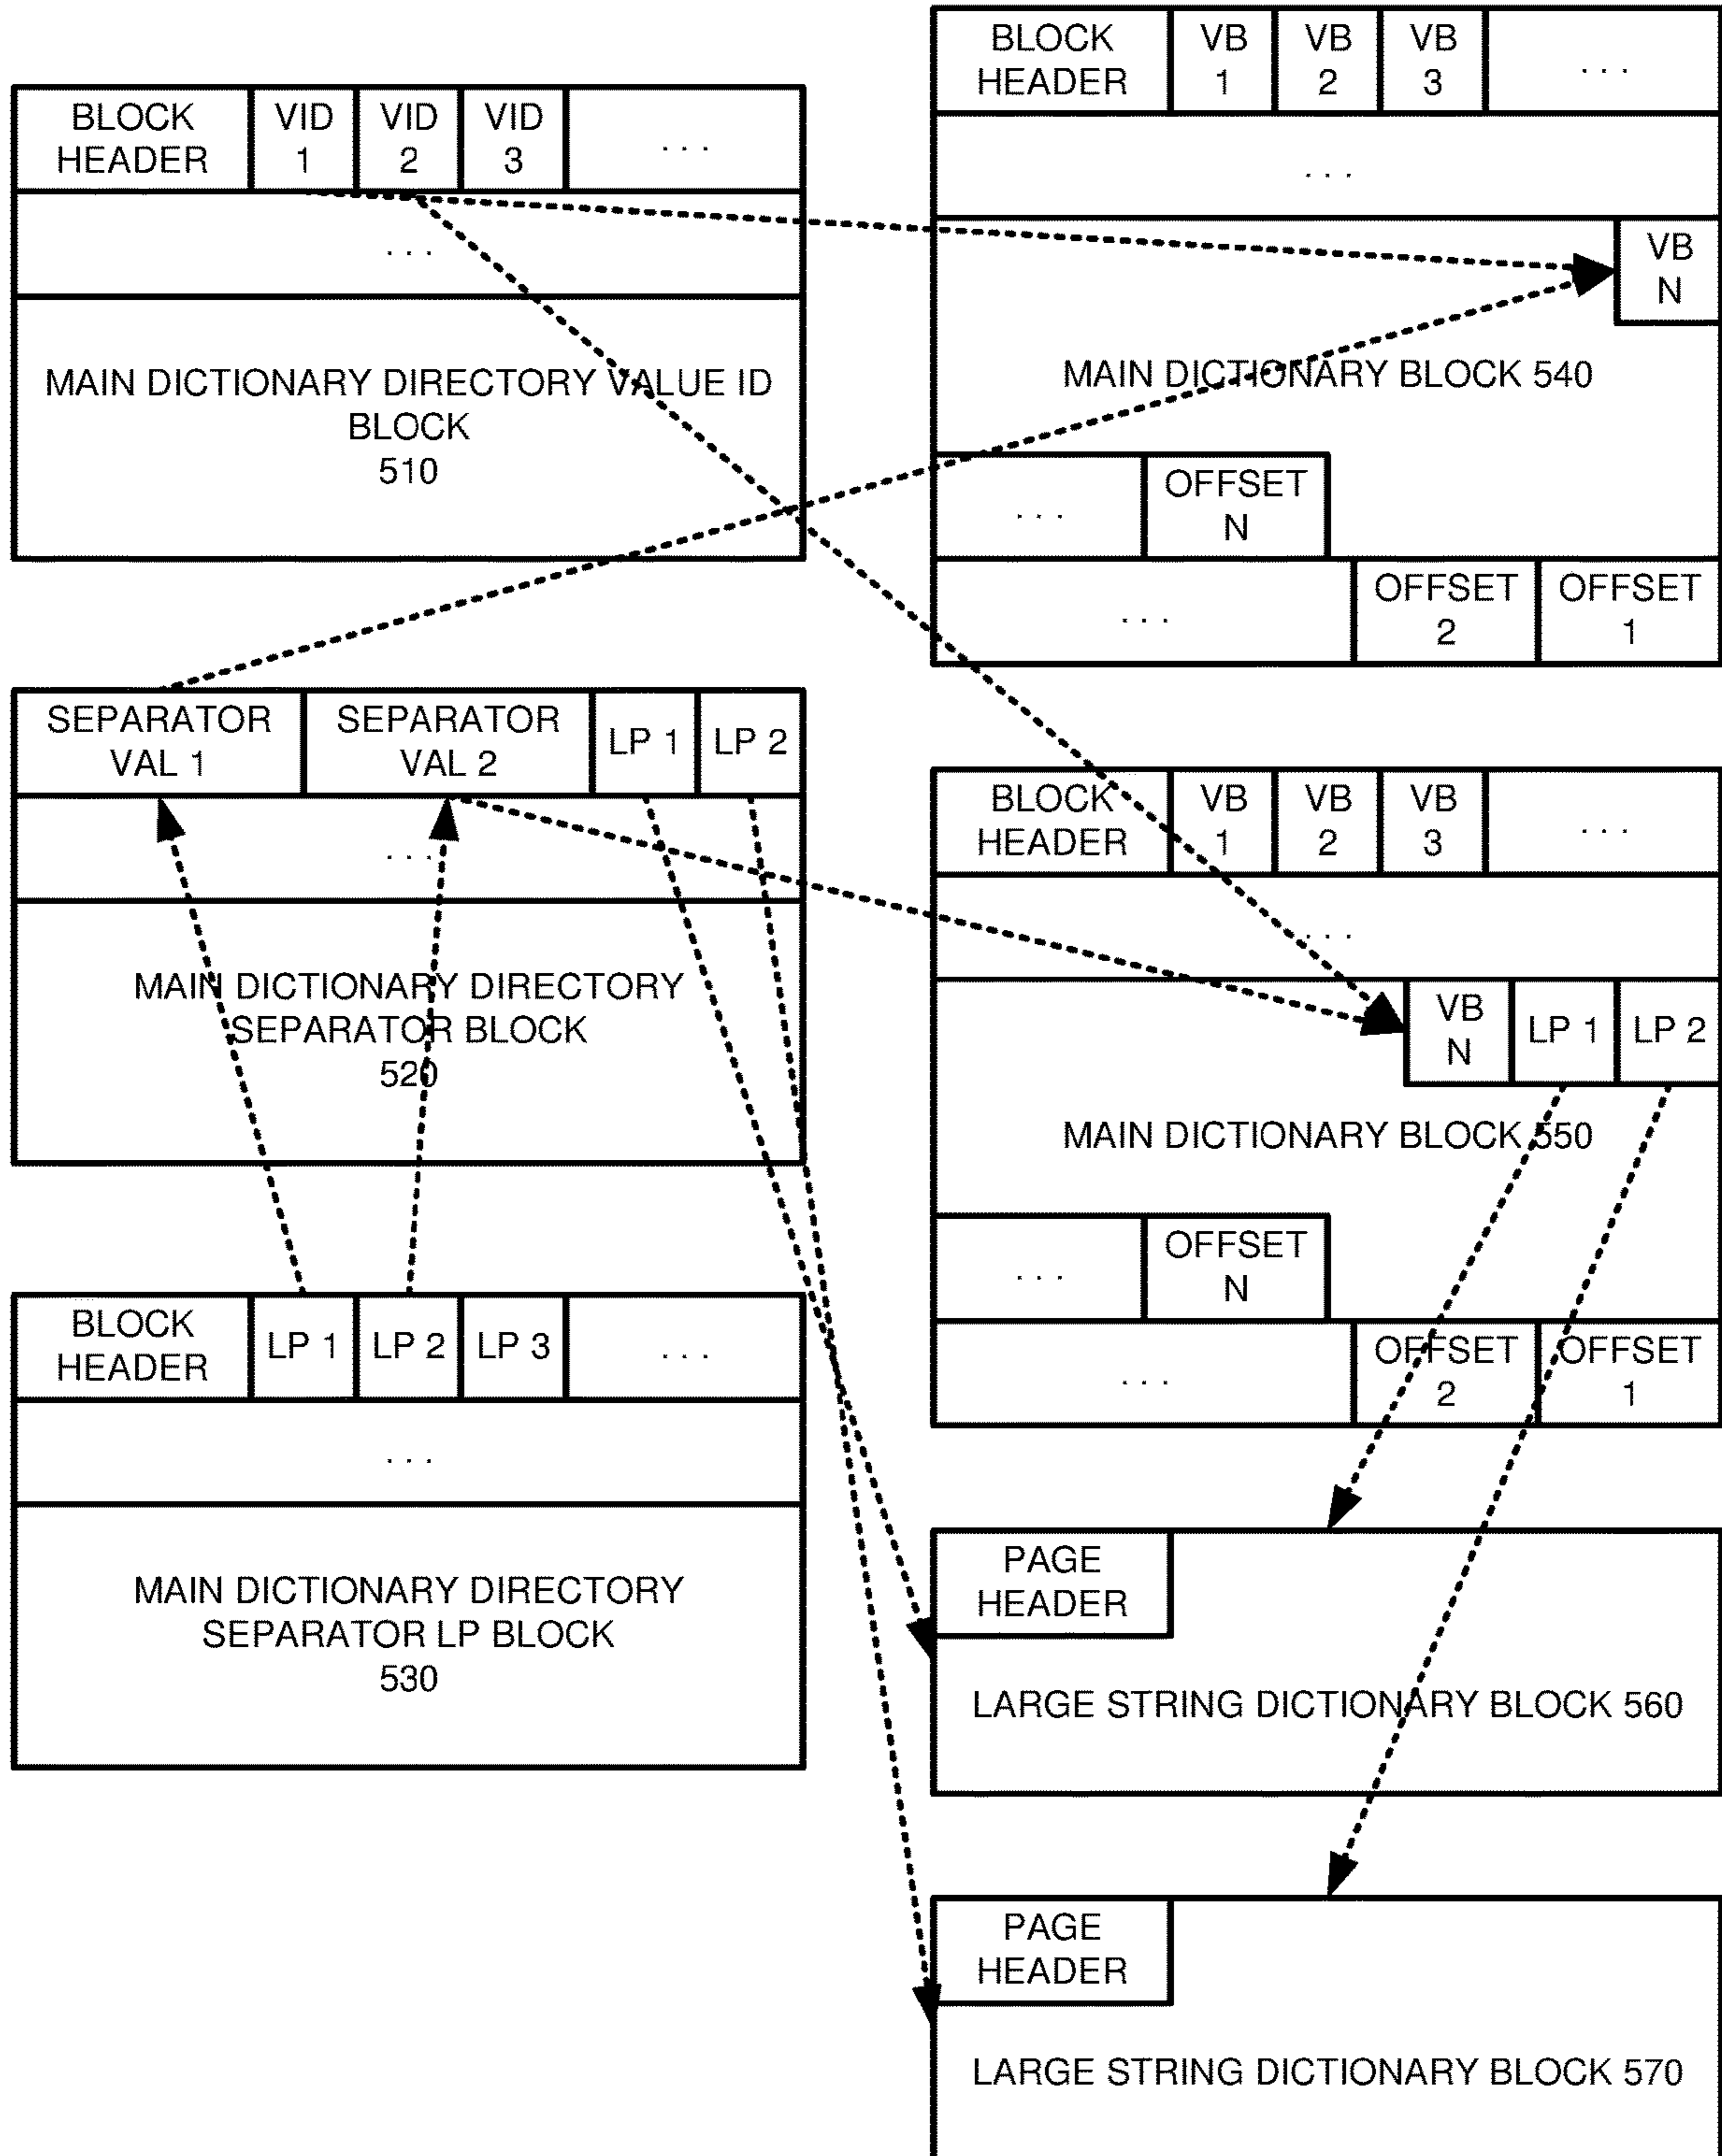 BLOCK
HEADER
VID
1
VID
2
VID
3
. . .
. . .
MAIN DICTIONARY DIRECTORY VALUE ID
BLOCK
510
SEPARATOR
VAL 1
SEPARATOR
VAL 2
LP 1
LP 2
. . .
MAIN DICTIONARY DIRECTORY
SEPARATOR BLOCK
520
BLOCK
HEADER
LP 1
LP 2
LP 3
. . .
. . .
MAIN DICTIONARY DIRECTORY
SEPARATOR LP BLOCK
530
BLOCK
HEADER
VB
1
VB
2
VB
3
. . .
. . .
VB
N
MAIN DICTIONARY BLOCK 540
. . .
OFFSET
N
. . .
OFFSET
2
OFFSET
1
BLOCK
HEADER
VB
1
VB
2
VB
3
. . .
. . .
VB
N
LP 1
LP 2
MAIN DICTIONARY BLOCK 550
. . .
OFFSET
N
. . .
OFFSET
2
OFFSET
1
PAGE
HEADER
LARGE STRING DICTIONARY BLOCK 560
PAGE
HEADER
LARGE STRING DICTIONARY BLOCK 570